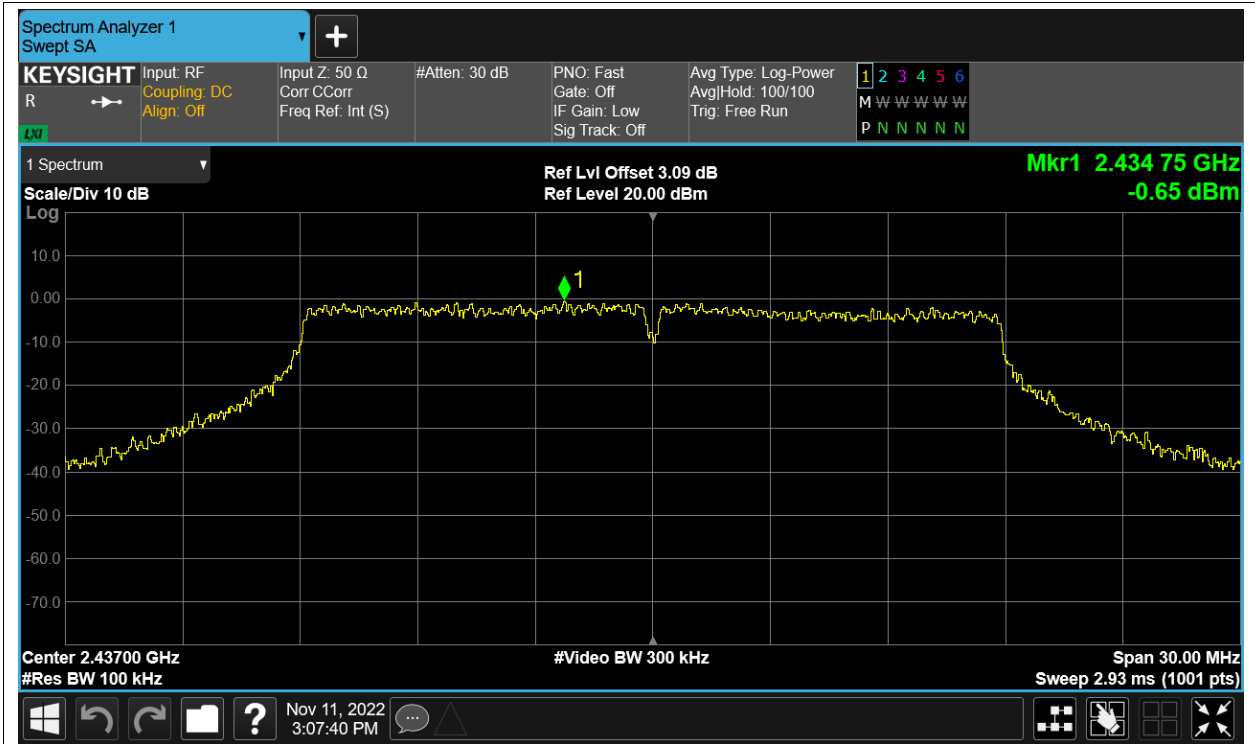 Spectrum Analyzer 1
Swept SA
KEYSIGHT
R
LXI
Input: RF
Coupling: DC
Align: Off
Input Z: 50 Ω
Corr CCorr
Freq Ref: Int (S)
#Atten: 30 dB
PNO: Fast
Gate: Off
IF Gain: Low
Sig Track: Off
Avg Type: Log-Power
Avg|Hold: 100/100
Trig: Free Run
1 2 3 4 5 6
M W W W W W
P N N N N N
1 Spectrum
Scale/Div 10 dB
Log
Ref Lvl Offset 3.09 dB
Ref Level 20.00 dBm
Mkr1 2.434 75 GHz
-0.65 dBm
10.0
0.00
-10.0
-20.0
-30.0
-40.0
-50.0
-60.0
-70.0
1
Center 2.43700 GHz
#Res BW 100 kHz
#Video BW 300 kHz
Span 30.00 MHz
Sweep 2.93 ms (1001 pts)
?
Nov 11, 2022
3:07:40 PM